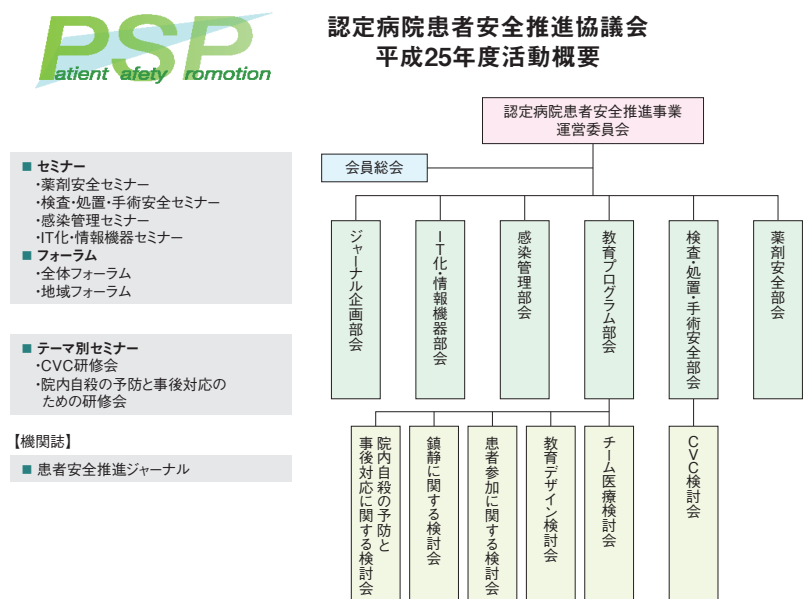 PSP
Patient Safety Promotion
認定病院患者安全推進協議会
平成25年度活動概要
認定病院患者安全推進事業
運営委員会
会員総会
■ セミナー
・薬剤安全セミナー
・検査・処置・手術安全セミナー
・感染管理セミナー
・IT化・情報機器セミナー
■ フォーラム
・全体フォーラム
・地域フォーラム
■ テーマ別セミナー
・CVC研修会
・院内自殺の予防と事後対応の
ための研修会
【機関誌】
■ 患者安全推進ジャーナル
ジャーナル企画部会
IT化・情報機器部会
感染管理部会
教育プログラム部会
検査・処置・手術安全部会
薬剤安全部会
院内自殺の予防と
事後対応に関する検討会
鎮静に関する検討会
患者参加に関する検討会
教育デザイン検討会
チーム医療検討会
CVC検討会